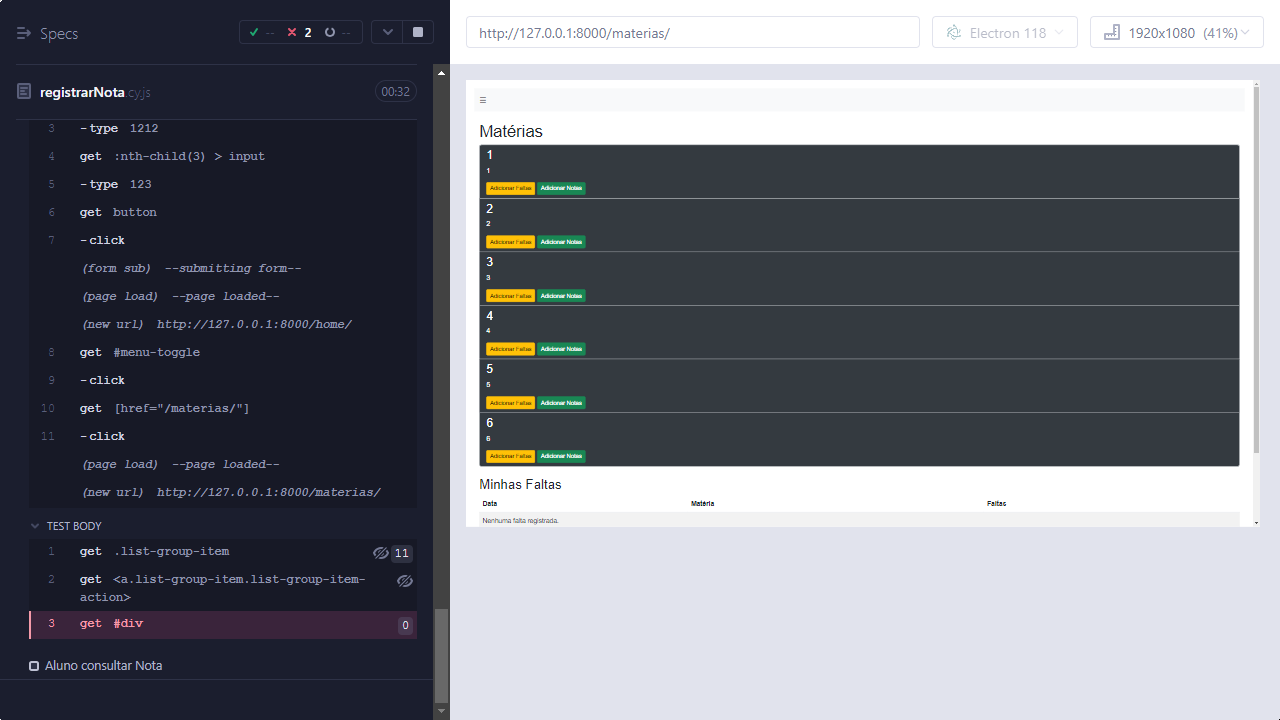 Specs
-- 2 --
registrarNota.cy.js
00:32
3 -type 1212
4 get :nth-child(3) > input
5 -type 123
6 get button
7 -click
(form sub) --submitting form--
(page load) --page loaded--
(new url) http://127.0.0.1:8000/home/
8 get #menu-toggle
9 -click
10 get [href="/materias/"]
11 -click
(page load) --page loaded--
(new url) http://127.0.0.1:8000/materias/
TEST BODY
1 get .list-group-item 11
2 get <a.list-group-item.list-group-item-
action>
3 get #div 0
Aluno consultar Nota
http://127.0.0.1:8000/materias/
Electron 118
1920x1080 (41%)
☰
Matérias
1
1
Adicionar Faltas Adicionar Notas
2
2
Adicionar Faltas Adicionar Notas
3
3
Adicionar Faltas Adicionar Notas
4
4
Adicionar Faltas Adicionar Notas
5
5
Adicionar Faltas Adicionar Notas
6
6
Adicionar Faltas Adicionar Notas
Minhas Faltas
Data Matéria Faltas
Nenhuma falta registrada.